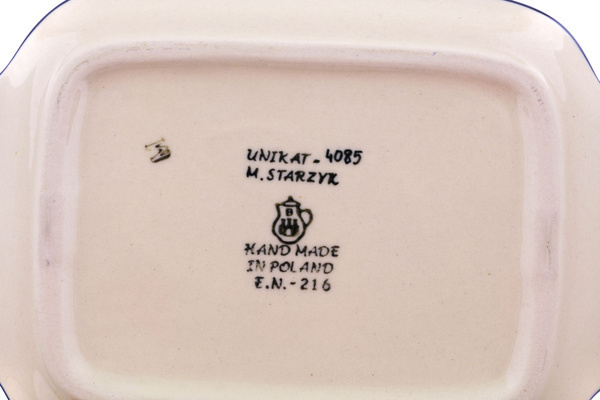 UNIKAT - 4085
M. STARZYK
B
HAND MADE
IN POLAND
E.N.-216